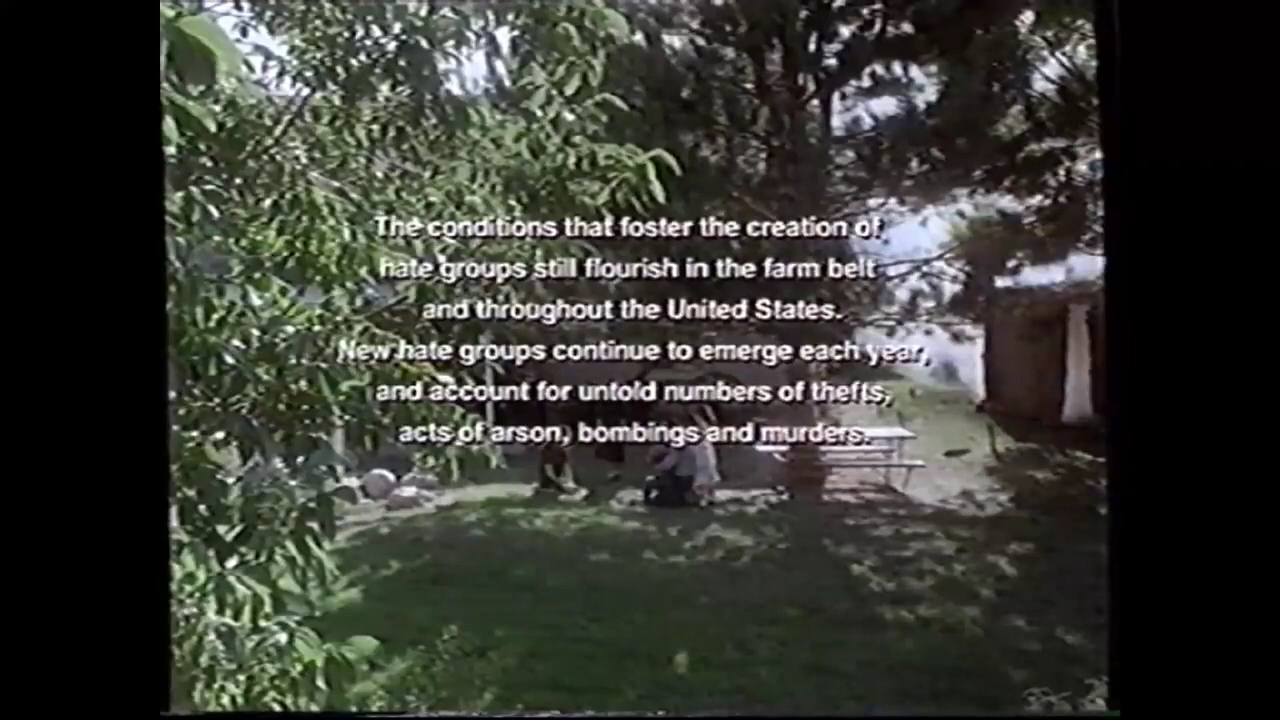 The conditions that foster the creation of
hate groups still flourish in the farm belt
and throughout the United States.
New hate groups continue to emerge each year,
and account for untold numbers of thefts,
acts of arson, bombings and murders.